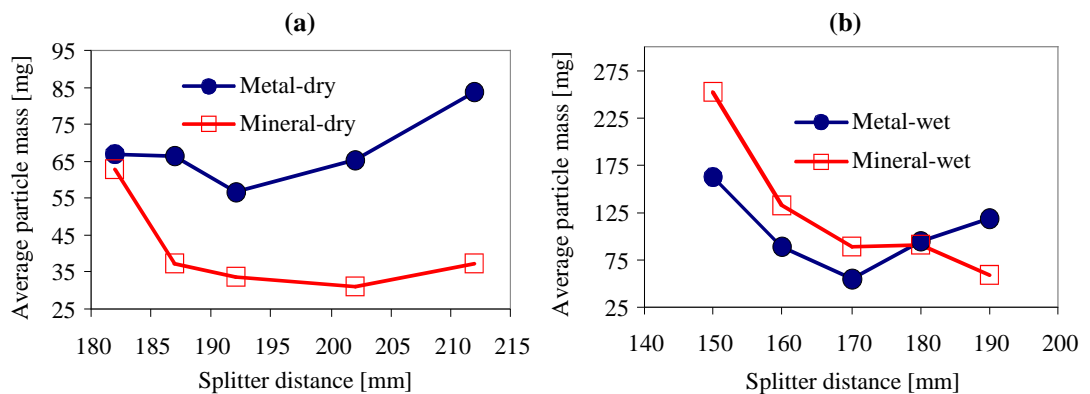 (a)
Average particle mass [mg]
95
85
75
65
55
45
35
25
Metal-dry
Mineral-dry
180 185 190 195 200 205 210 215
Splitter distance [mm]
(b)
Average particle mass [mg]
275
225
175
125
75
25
Metal-wet
Mineral-wet
140 150 160 170 180 190 200
Splitter distance [mm]